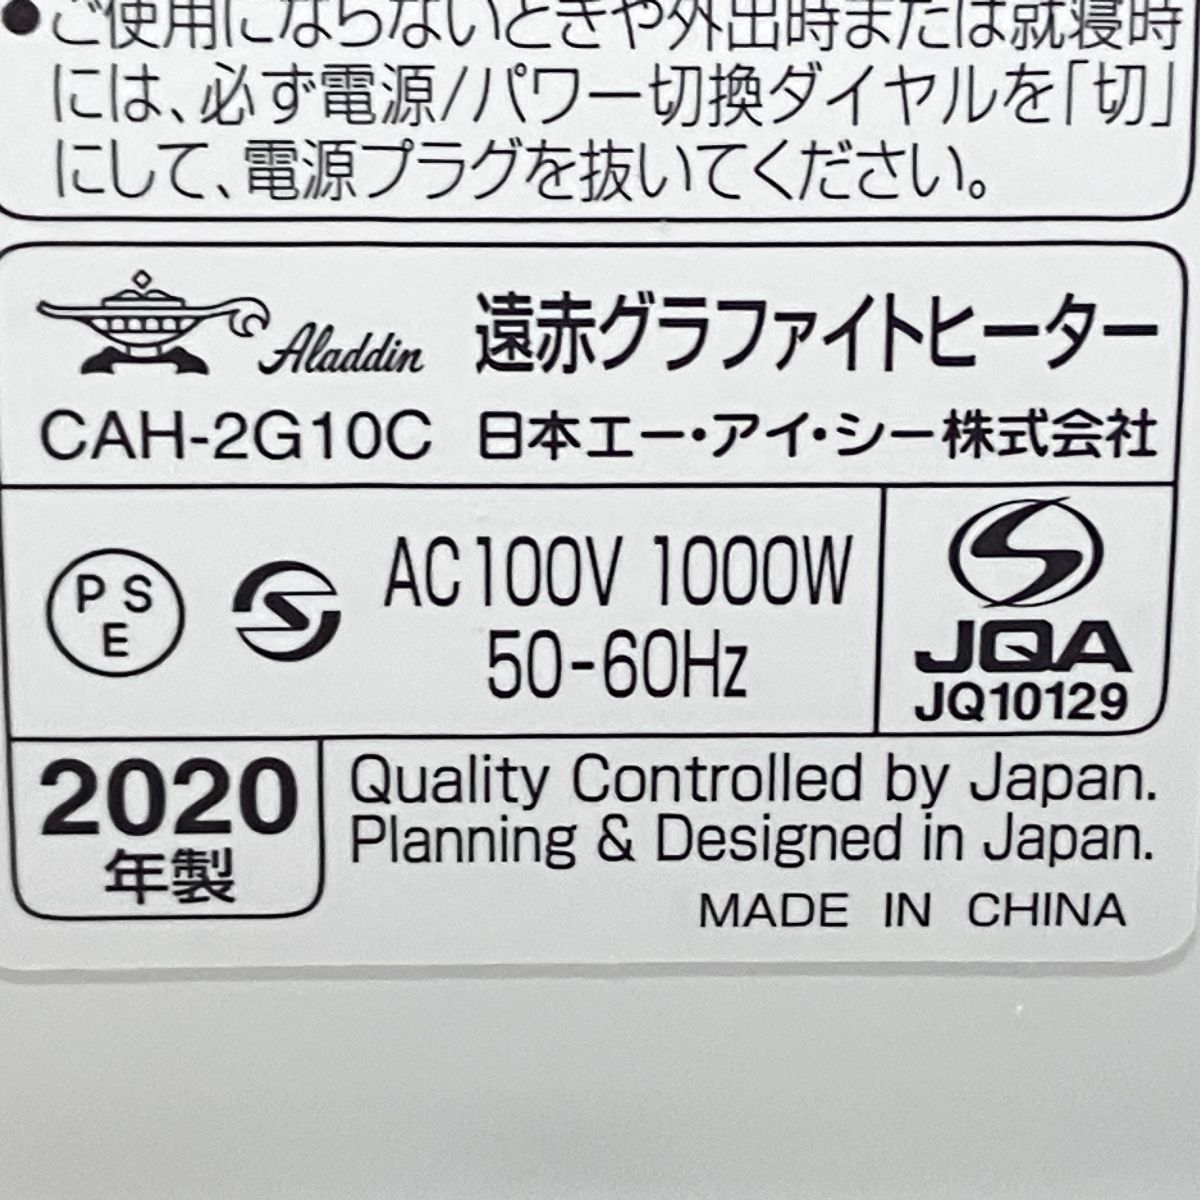 ●ご使用にならないときや外出時または就寝時
には、必ず電源/パワー切換ダイヤルを「切」
にして、電源プラグを抜いてください。
Aladdin 遠赤グラファイトヒーター
CAH-2G10C 日本エー・アイ・シー株式会社
PSE
AC100V 1000W
50-60Hz
JQA
JQ10129
2020
年製
Quality Controlled by Japan.
Planning & Designed in Japan.
MADE IN CHINA